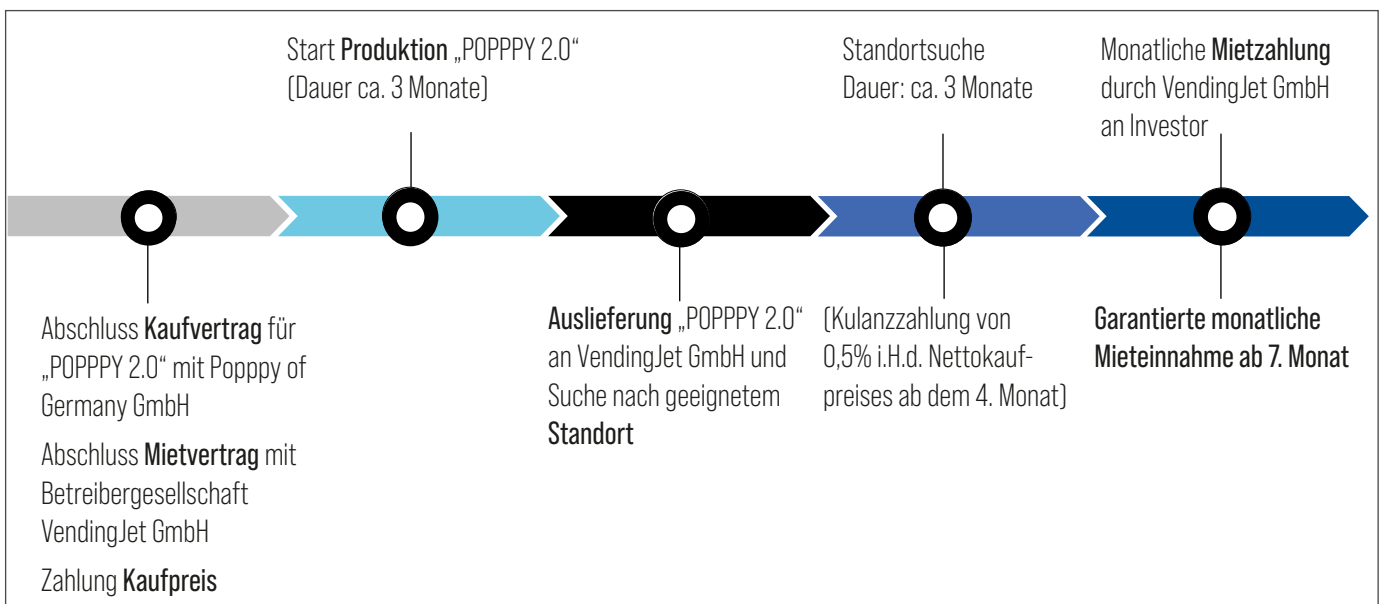 Start Produktion „POPPPY 2.0“
(Dauer ca. 3 Monate)
Standortsuche
Dauer: ca. 3 Monate
Monatliche Mietzahlung
durch VendingJet GmbH
an Investor
Abschluss Kaufvertrag für
„POPPPY 2.0“ mit Popppy of
Germany GmbH
Abschluss Mietvertrag mit
Betreibergesellschaft
VendingJet GmbH
Zahlung Kaufpreis
Auslieferung „POPPPY 2.0“
an VendingJet GmbH und
Suche nach geeignetem
Standort
(Kulanzzahlung von
0,5% i.H.d. Nettokauf-
preises ab dem 4. Monat)
Garantierte monatliche
Mieteinnahme ab 7. Monat